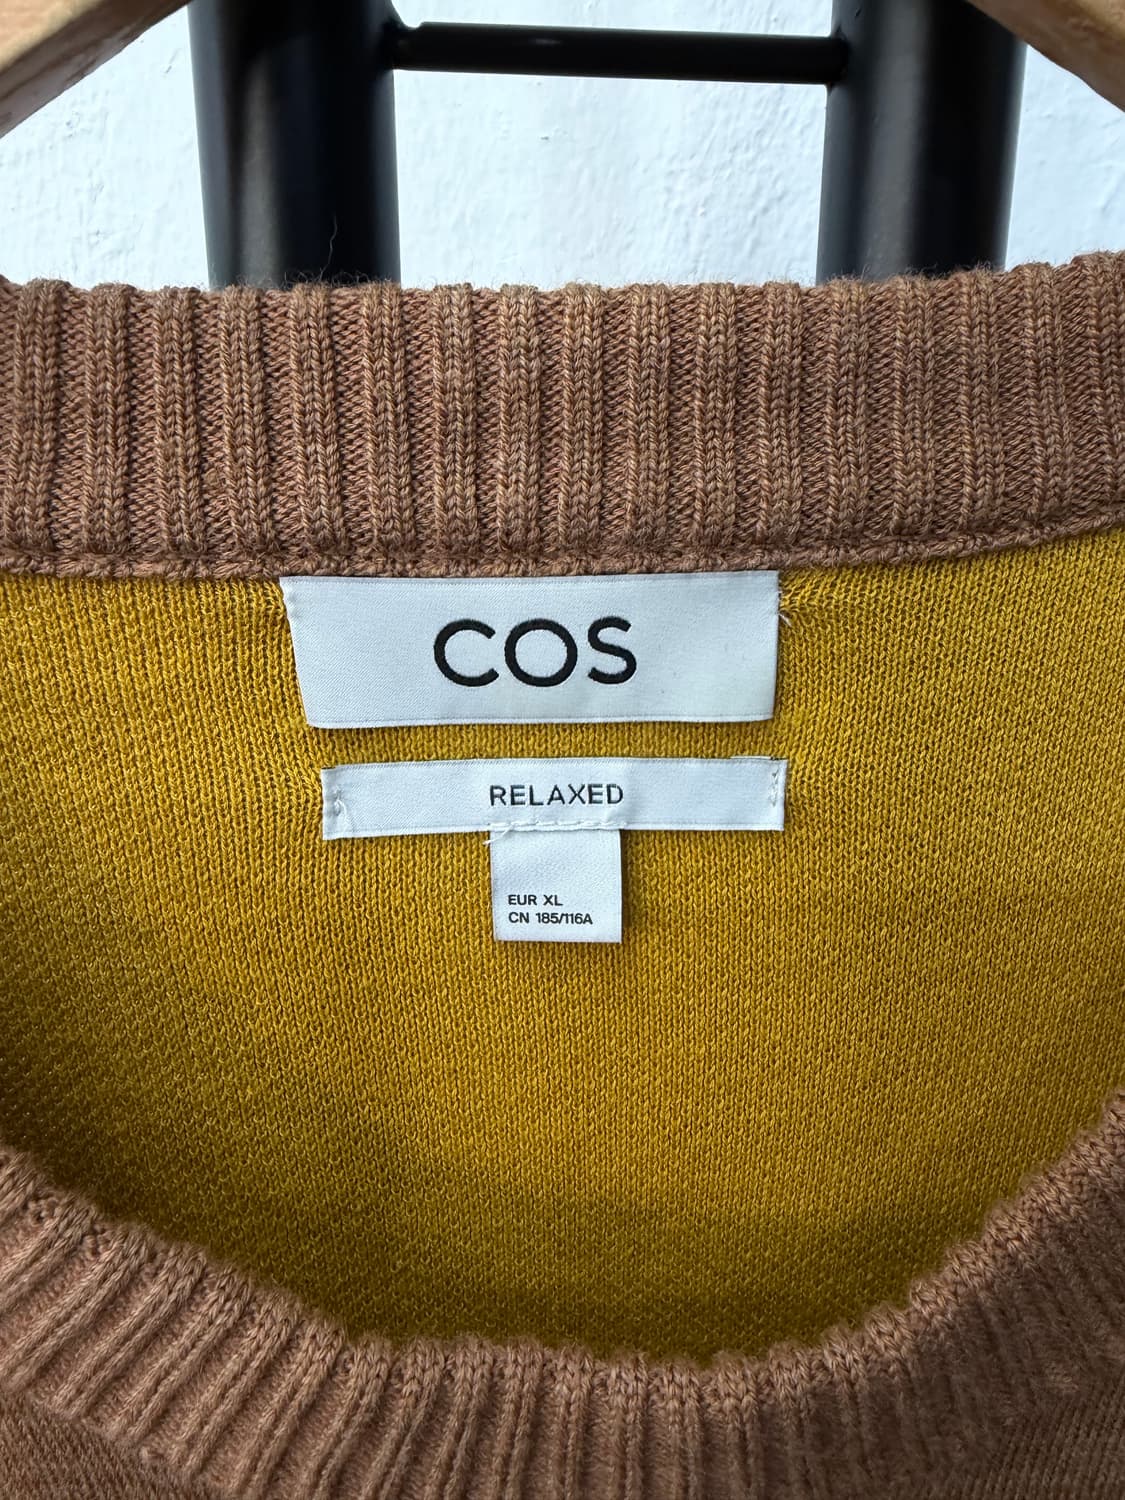 COS
RELAXED
EUR XL
CN 185/116A